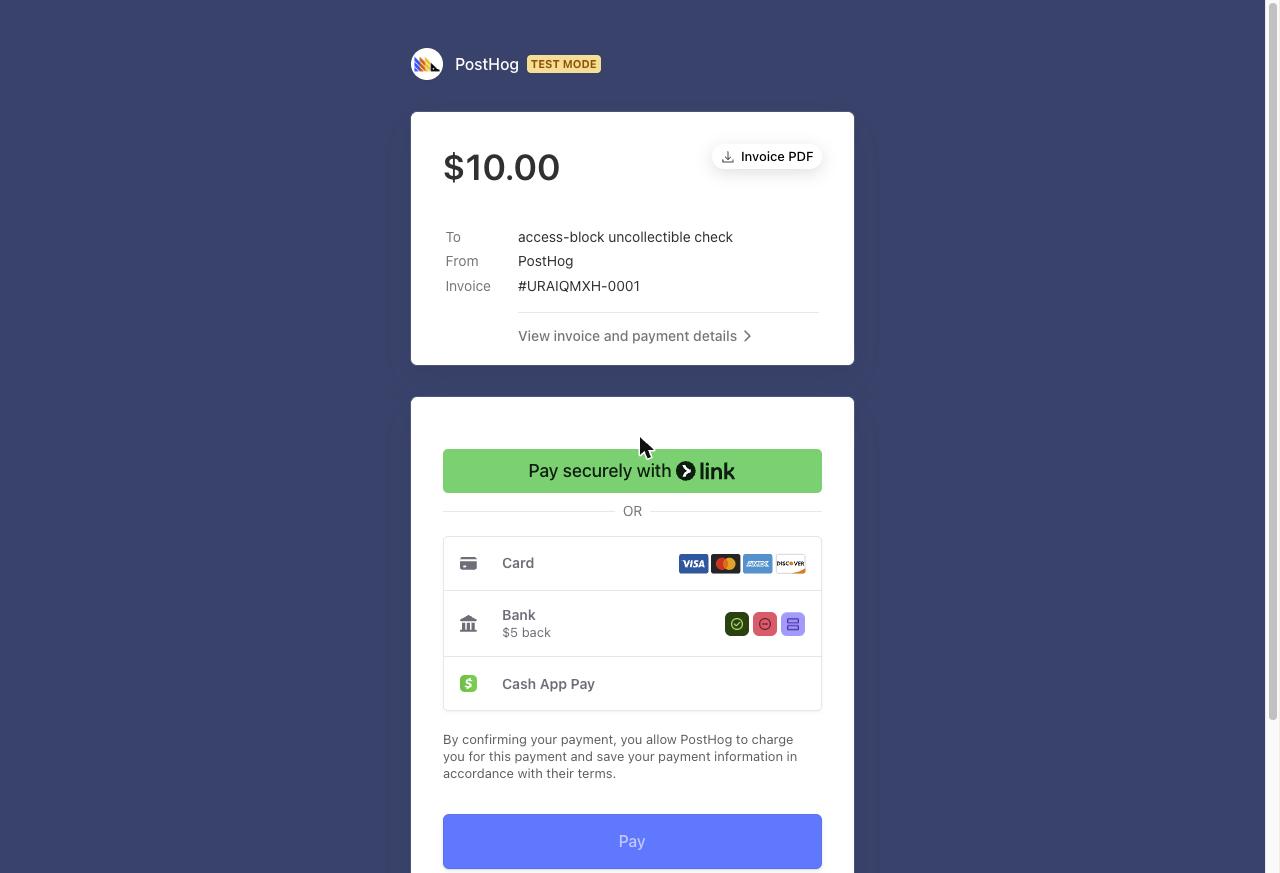 PostHog TEST MODE
$10.00
Invoice PDF
To access-block uncollectible check
From PostHog
Invoice #URAIQMXH-0001
View invoice and payment details
Pay securely with link
OR
Card VISA AMEX DISCOVER
Bank
$5 back
Cash App Pay
By confirming your payment, you allow PostHog to charge
you for this payment and save your payment information in
accordance with their terms.
Pay